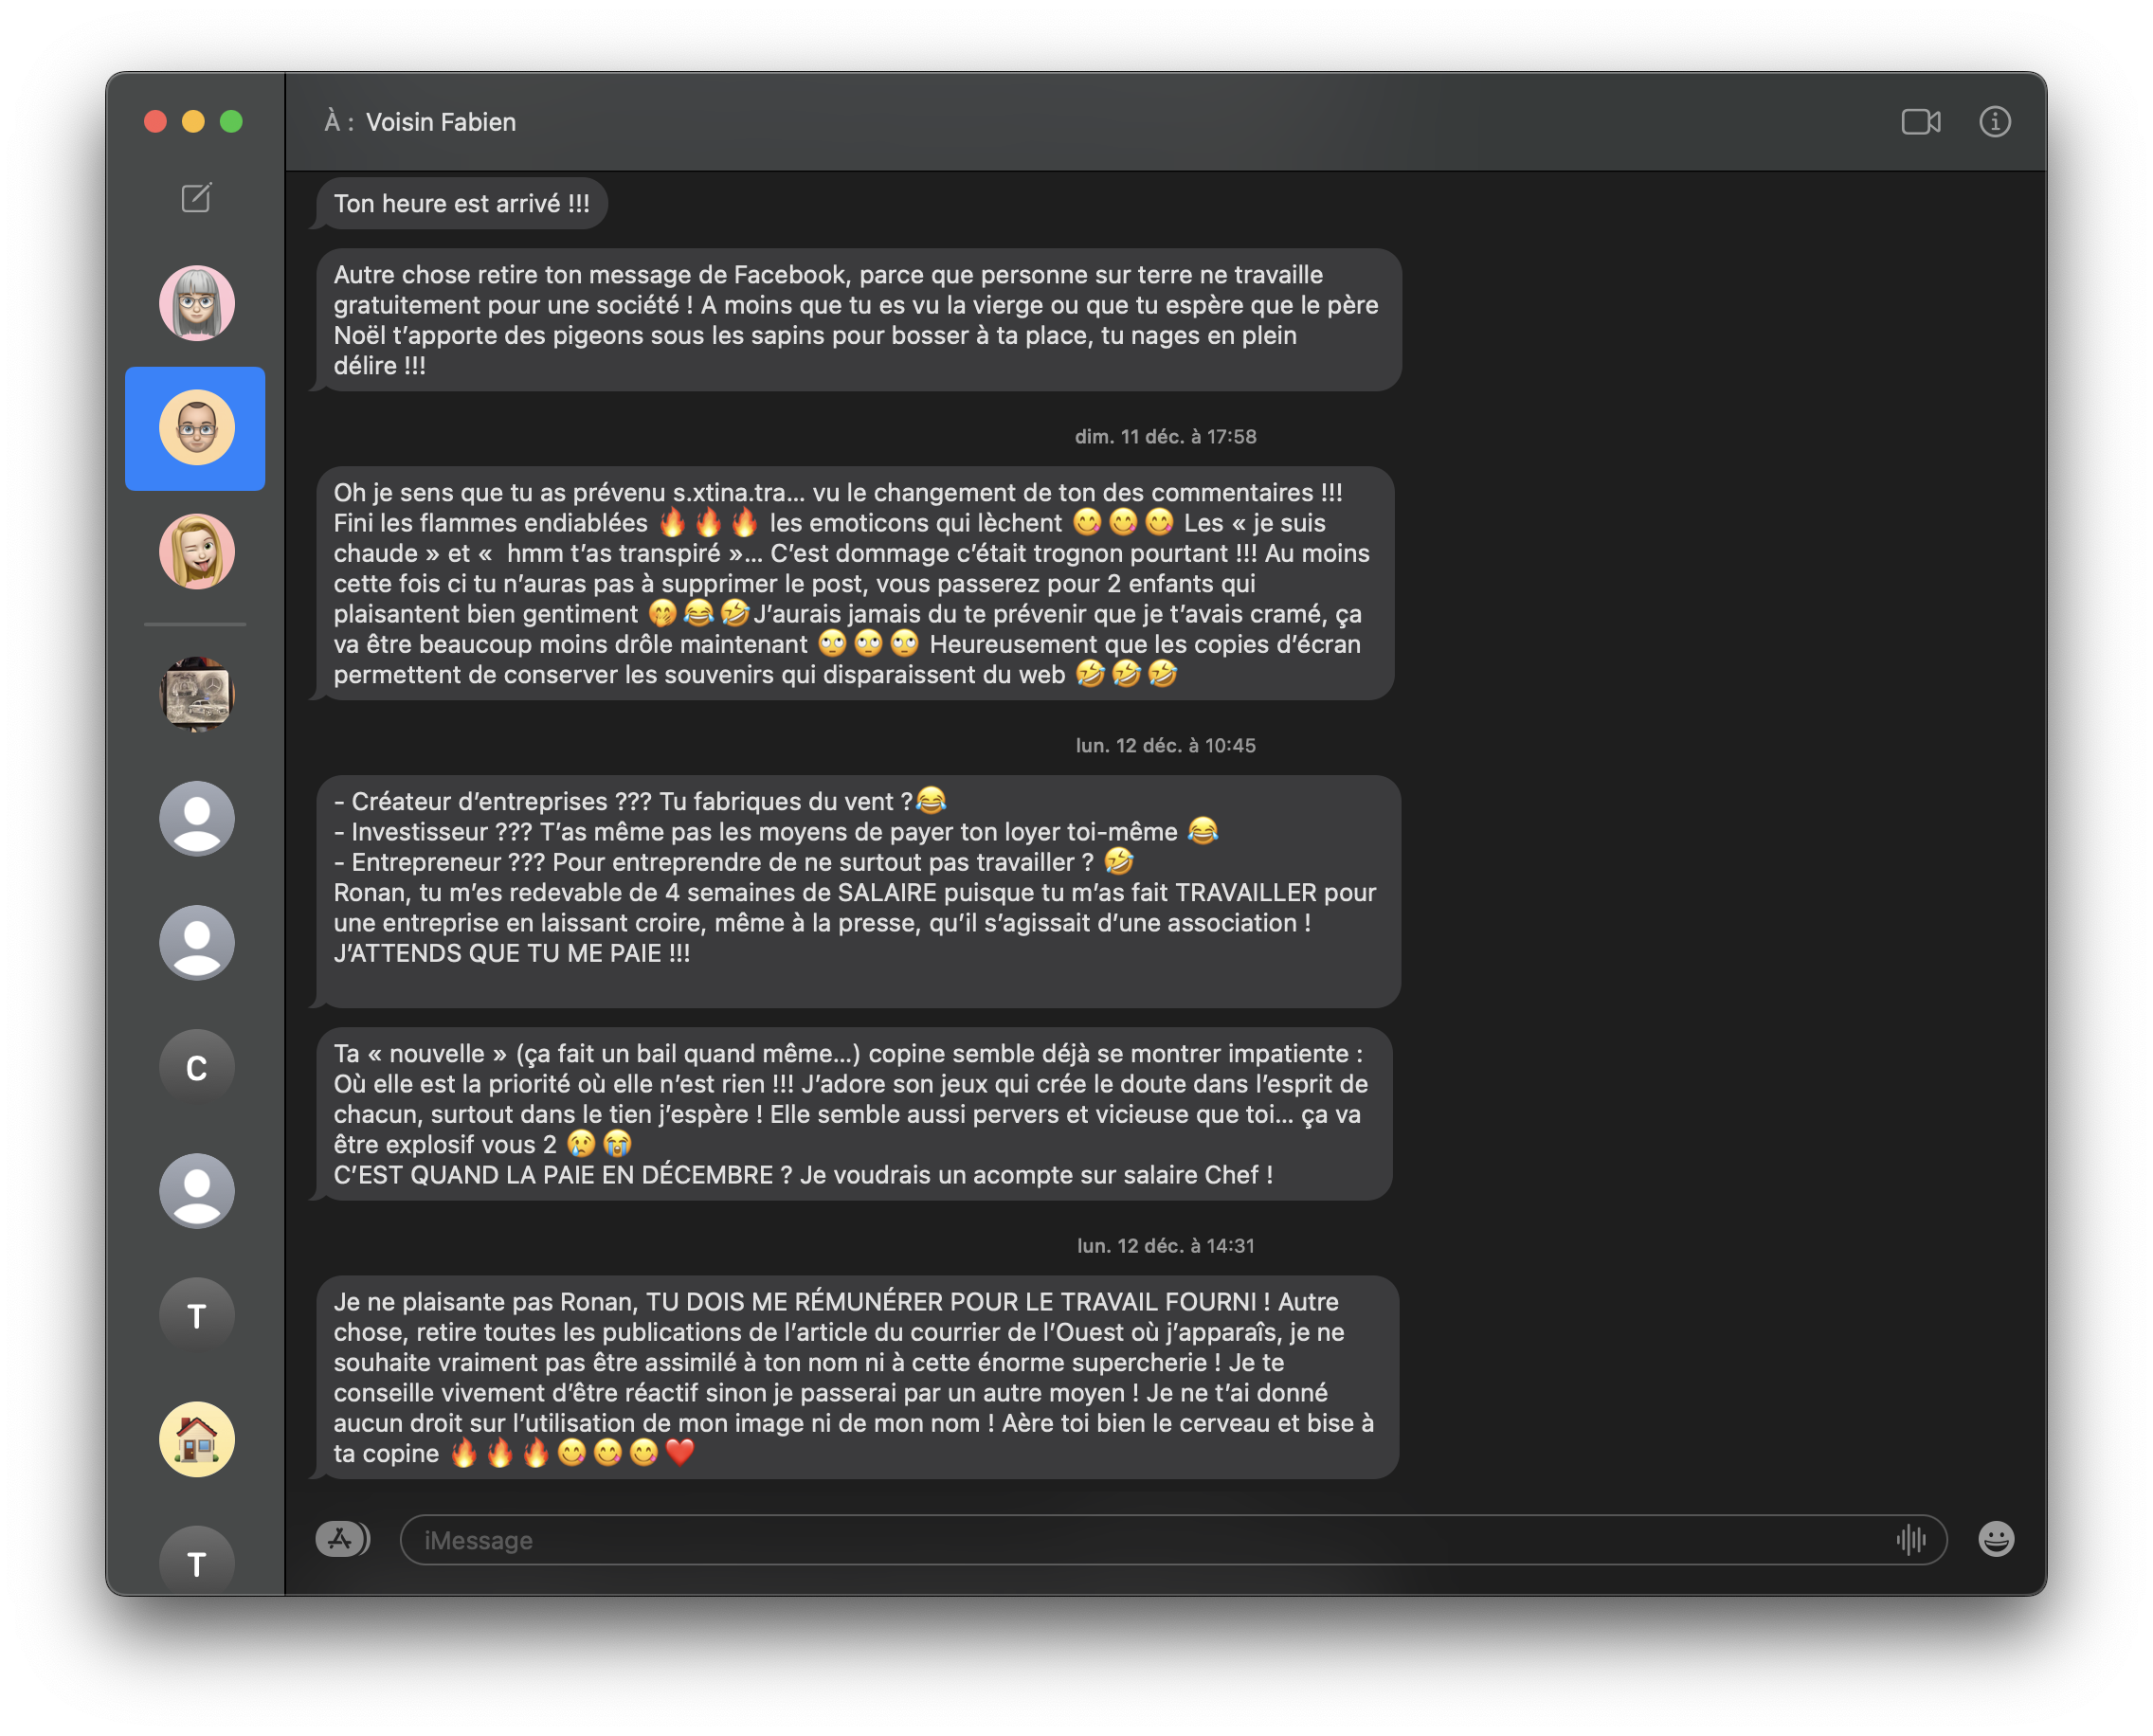 À : Voisin Fabien
Ton heure est arrivé !!!
Autre chose retire ton message de Facebook, parce que personne sur terre ne travaille
gratuitement pour une société ! A moins que tu es vu la vierge ou que tu espère que le père
Noël t’apporte des pigeons sous les sapins pour bosser à ta place, tu nages en plein
délire !!!
dim. 11 déc. à 17:58
Oh je sens que tu as prévenu s.xtina.tra... vu le changement de ton des commentaires !!!
Fini les flammes endiablées 🔥🔥🔥 les emoticons qui lèchent 😋😋😋 Les « je suis
chaude » et «  hmm t’as transpiré »... C’est dommage c’était trognon pourtant !!! Au moins
cette fois ci tu n’auras pas à supprimer le post, vous passerez pour 2 enfants qui
plaisantent bien gentiment 🤭😂🤣J’aurais jamais du te prévenir que je t’avais cramé, ça
va être beaucoup moins drôle maintenant 🙄🙄🙄 Heureusement que les copies d’écran
permettent de conserver les souvenirs qui disparaissent du web 🤣🤣🤣
lun. 12 déc. à 10:45
- Créateur d’entreprises ??? Tu fabriques du vent ?😂
- Investisseur ??? T’as même pas les moyens de payer ton loyer toi-même 😂
- Entrepreneur ??? Pour entreprendre de ne surtout pas travailler ? 🤣
Ronan, tu m’es redevable de 4 semaines de SALAIRE puisque tu m’as fait TRAVAILLER pour
une entreprise en laissant croire, même à la presse, qu’il s’agissait d’une association !
J’ATTENDS QUE TU ME PAIE !!!
Ta « nouvelle » (ça fait un bail quand même...) copine semble déjà se montrer impatiente :
Où elle est la priorité où elle n’est rien !!! J’adore son jeux qui crée le doute dans l’esprit de
chacun, surtout dans le tien j’espère ! Elle semble aussi pervers et vicieuse que toi... ça va
être explosif vous 2 😢😭
C’EST QUAND LA PAIE EN DÉCEMBRE ? Je voudrais un acompte sur salaire Chef !
lun. 12 déc. à 14:31
Je ne plaisante pas Ronan, TU DOIS ME RÉMUNÉRER POUR LE TRAVAIL FOURNI ! Autre
chose, retire toutes les publications de l’article du courrier de l’Ouest où j’apparaîs, je ne
souhaite vraiment pas être assimilé à ton nom ni à cette énorme supercherie ! Je te
conseille vivement d’être réactif sinon je passerai par un autre moyen ! Je ne t’ai donné
aucun droit sur l’utilisation de mon image ni de mon nom ! Aère toi bien le cerveau et bise à
ta copine 🔥🔥🔥😋😋😋❤️
C
T
T
iMessage